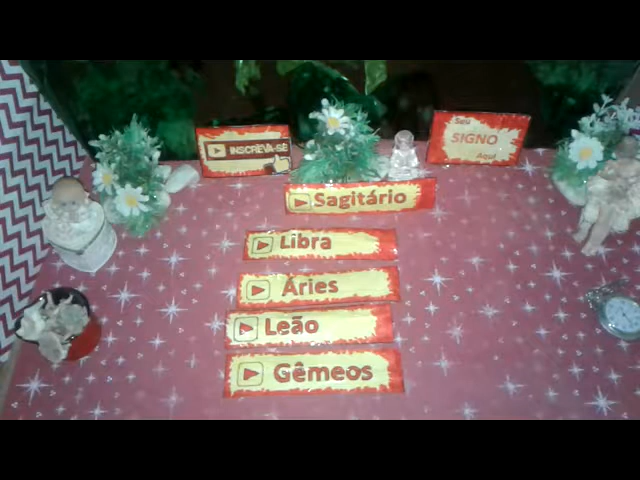 INSCREVA-SE
Seu
SIGNO
Aqui
Sagitário
Libra
Áries
Leão
Gêmeos